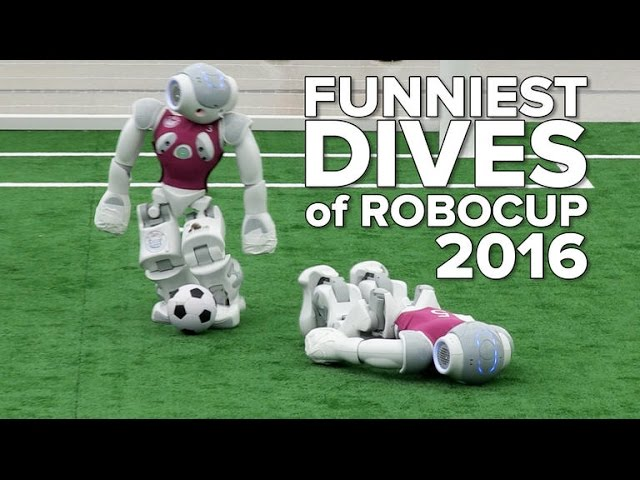 FUNNIEST
DIVES
of ROBOCUP
2016